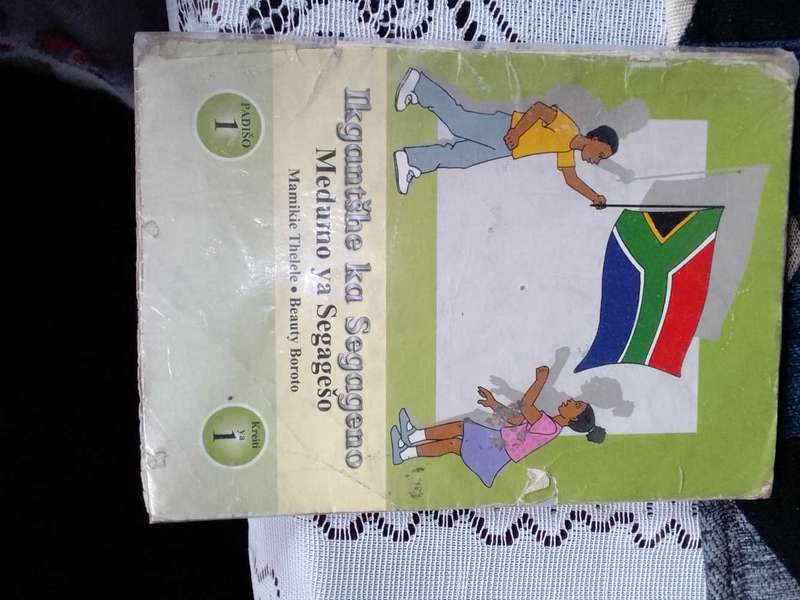 Ikgantšhe ka Segageno
Medumo ya Segagešo
Mamikie Thelele • Beauty Boroto
PADIŠO
1
Kreiti
ya
1